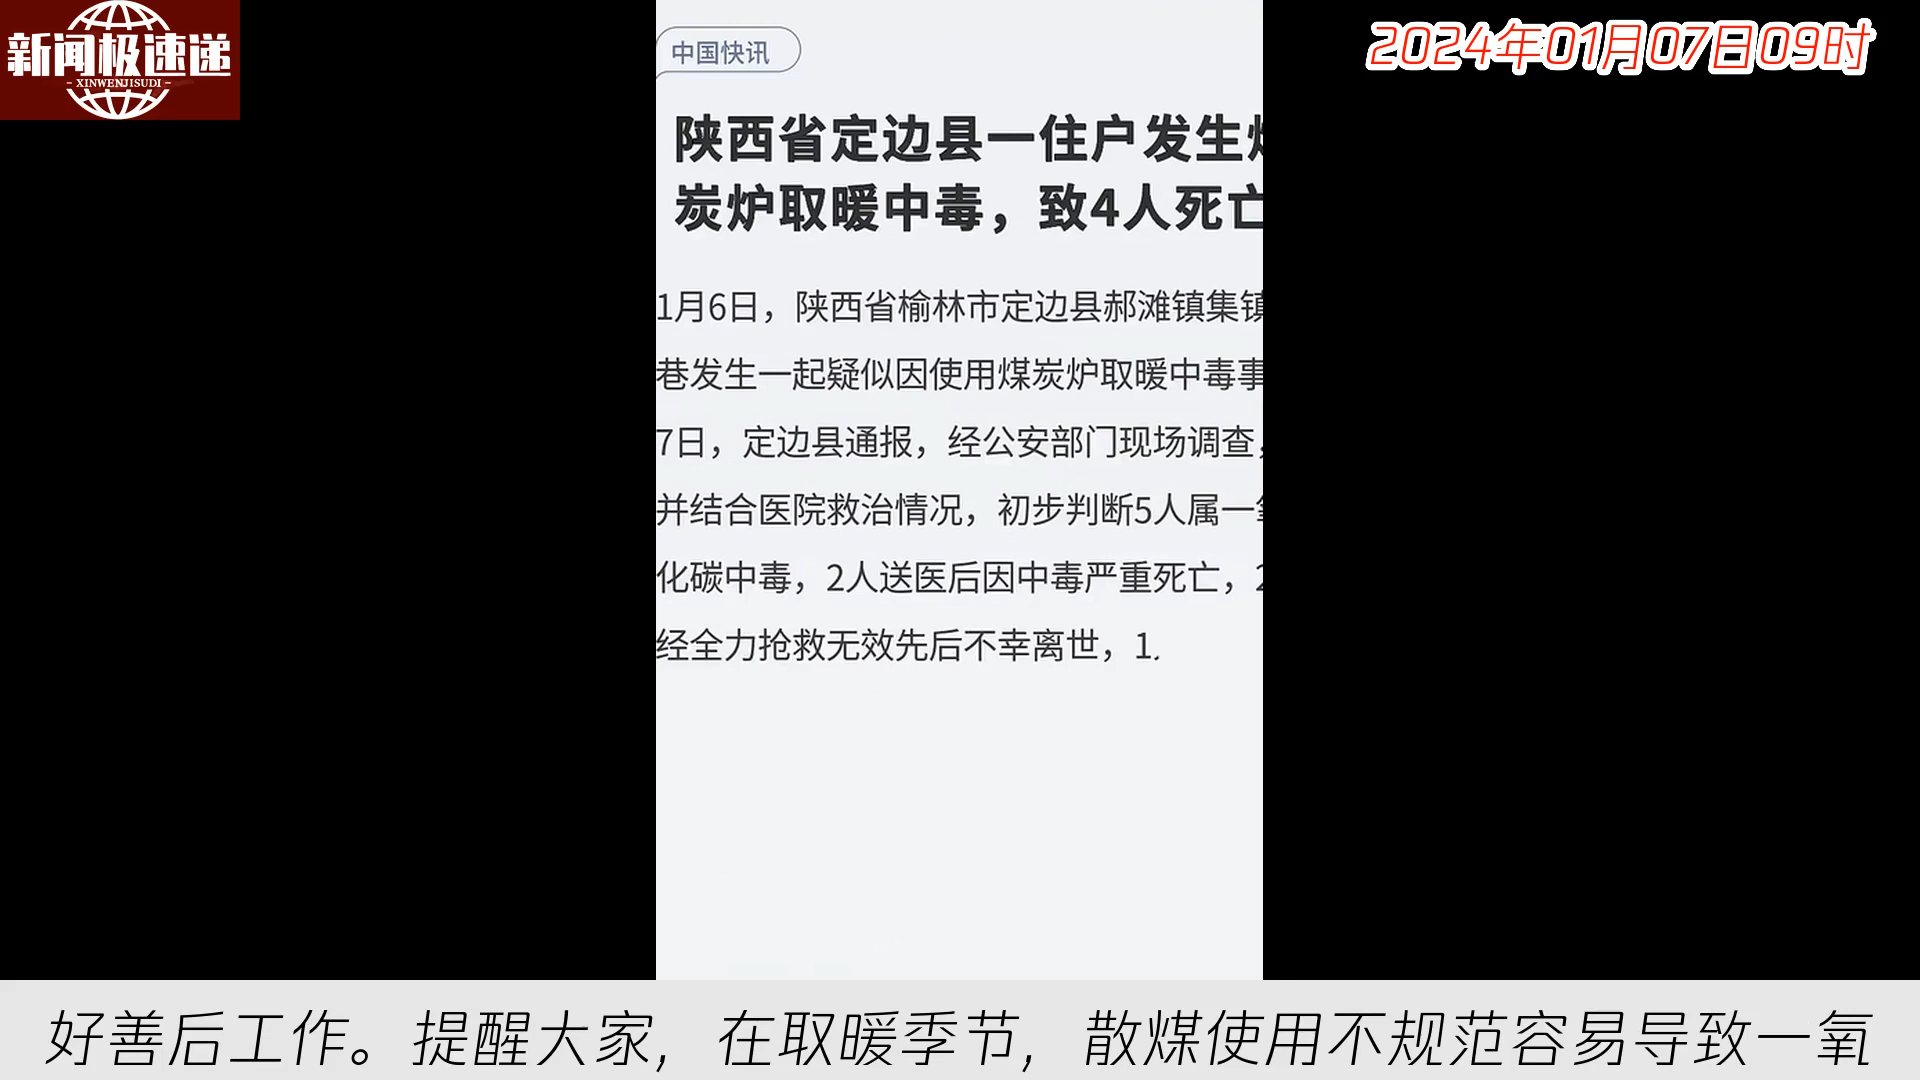 新闻极速递
- XINWENJISUDI -
2024年01月07日09时
中国快讯
陕西省定边县一住户发生
炭炉取暖中毒，致4人死亡
1月6日，陕西省榆林市定边县郝滩镇集镇
巷发生一起疑似因使用煤炭炉取暖中毒事
7日，定边县通报，经公安部门现场调查，
并结合医院救治情况，初步判断5人属一氧
化碳中毒，2人送医后因中毒严重死亡，2
经全力抢救无效先后不幸离世，1.
好善后工作。提醒大家，在取暖季节，散煤使用不规范容易导致一氧